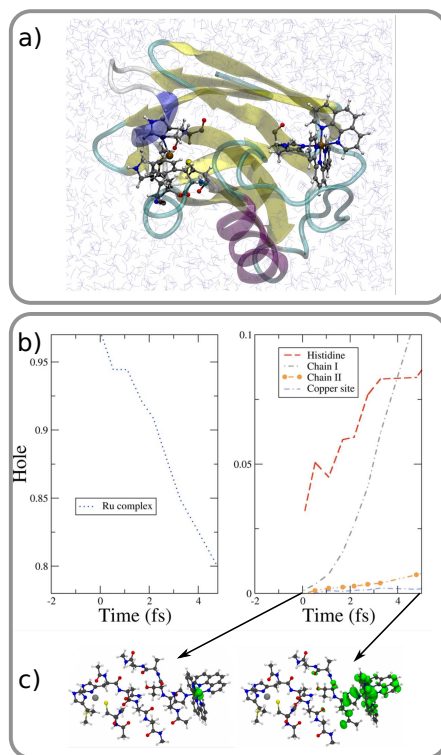 a)
b)
Hole
0.95
0.9
0.85
0.8
Ru complex
-2 0 2 4
Time (fs)
0.1
0.05
0
Histidine
Chain I
Chain II
Copper site
-2 0 2 4
Time (fs)
c)